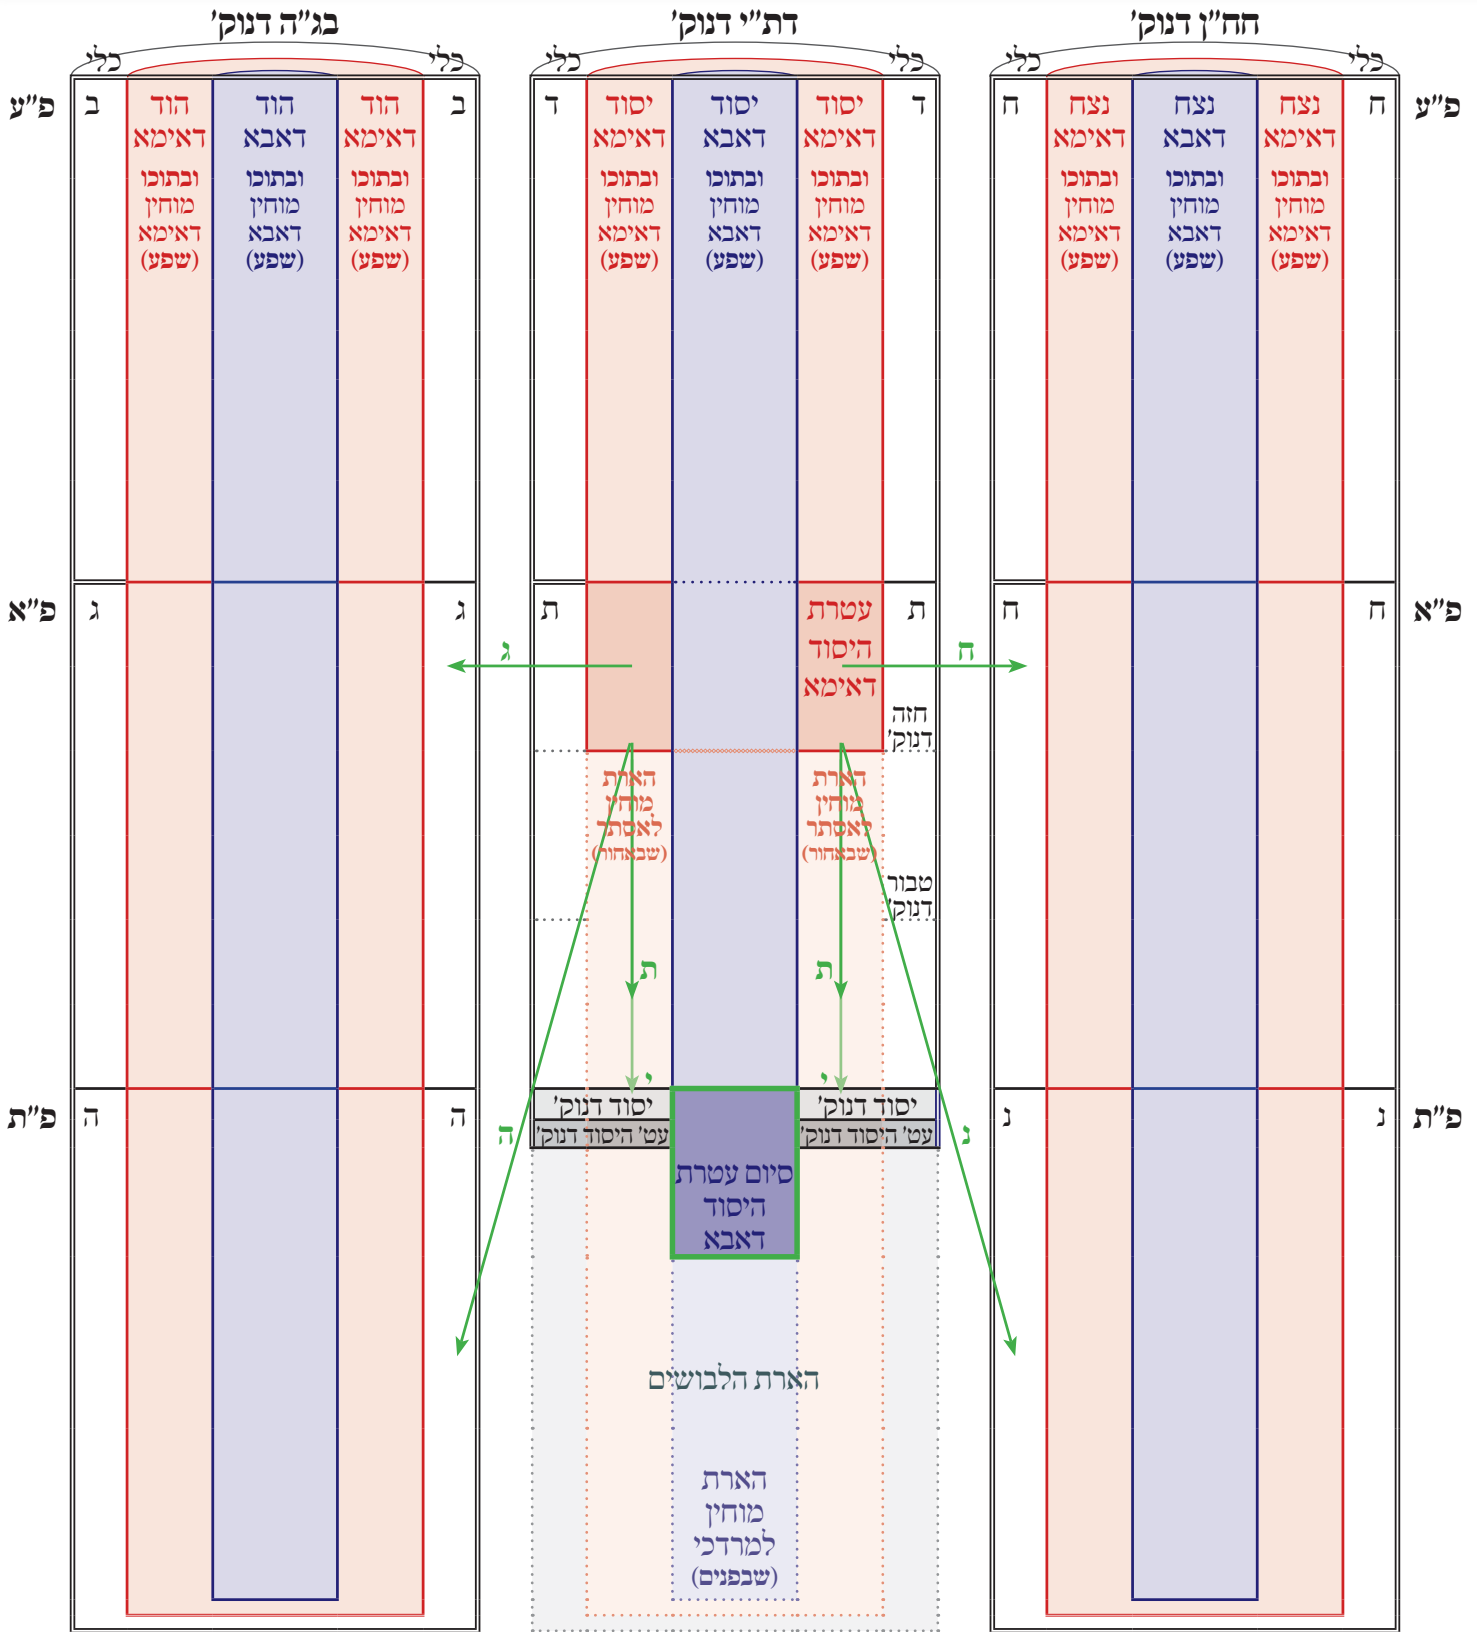 חח"ן דנוק'
דת"י דנוק'
בג"ה דנוק'
כלי
כלי
כלי
כלי
כלי
כלי
פ"ע
ח
נצח
דאימא
ובתוכו
מוחין
דאימא
(שפע)
נצח
דאבא
ובתוכו
מוחין
דאבא
(שפע)
נצח
דאימא
ובתוכו
מוחין
דאימא
(שפע)
ח
ד
יסוד
דאימא
ובתוכו
מוחין
דאימא
(שפע)
יסוד
דאבא
ובתוכו
מוחין
דאבא
(שפע)
יסוד
דאימא
ובתוכו
מוחין
דאימא
(שפע)
ד
ב
הוד
דאימא
ובתוכו
מוחין
דאימא
(שפע)
הוד
דאבא
ובתוכו
מוחין
דאבא
(שפע)
הוד
דאימא
ובתוכו
מוחין
דאימא
(שפע)
ב
פ"ע
פ"א
ח
ח
ח
ת
עטרת
היסוד
דאימא
ת
ג
ג
ג
פ"א
חזה
דנוק'
הארת
מוחין
לאסתר
(שבאחור)
הארת
מוחין
לאסתר
(שבאחור)
טבור
דנוק'
ת
ת
י
י
פ"ת
נ
נ
נ
יסוד דנוק'
עט' היסוד דנוק'
יסוד דנוק'
עט' היסוד דנוק'
ה
ה
ה
פ"ת
סיום עטרת
היסוד
דאבא
הארת הלבושים
הארת
מוחין
למרדכי
(שבפנים)